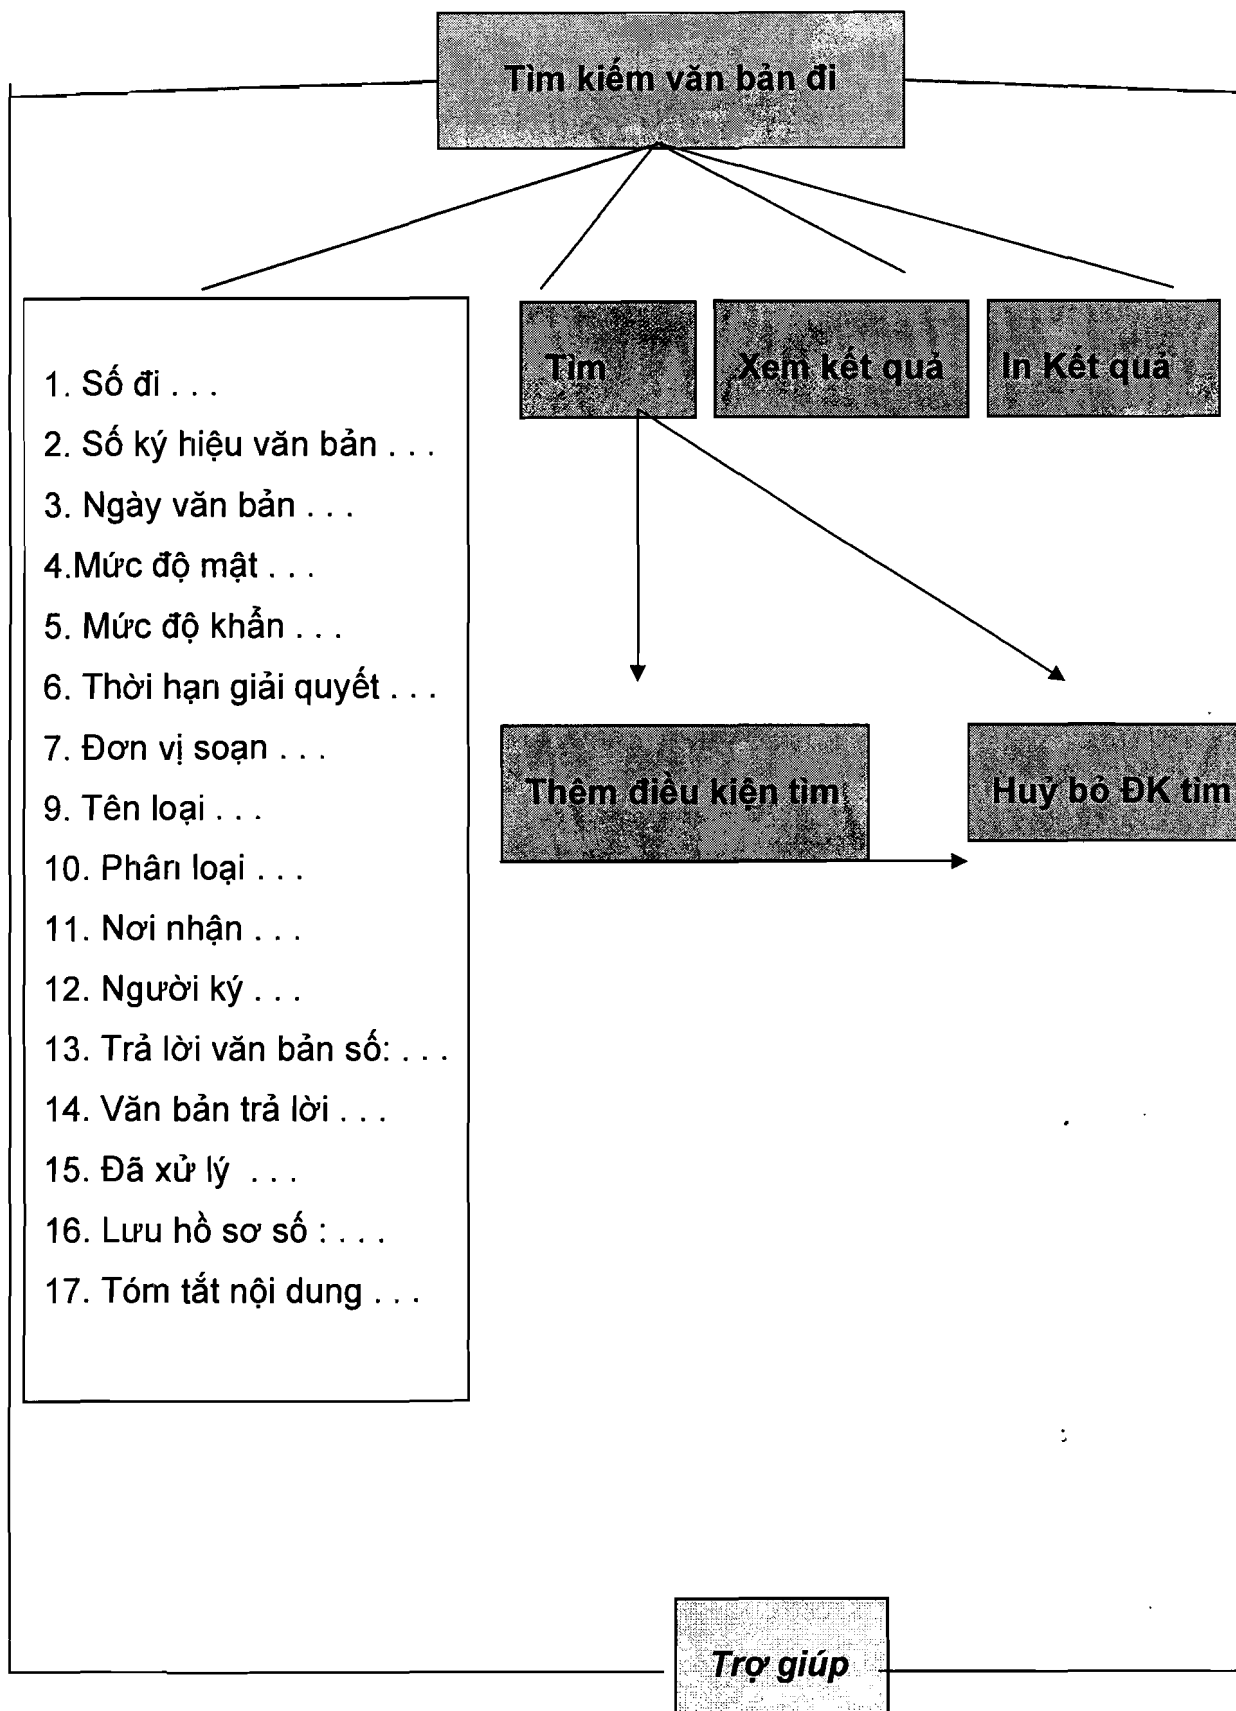 Tìm kiếm văn bản đi
1. Số đi . . .
2. Số ký hiệu văn bản . . .
3. Ngày văn bản . . .
4.Mức độ mật . . .
5. Mức độ khẩn . . .
6. Thời hạn giải quyết . . .
7. Đơn vị soạn . . .
9. Tên loại . . .
10. Phân loại . . .
11. Nơi nhận . . .
12. Người ký . . .
13. Trả lời văn bản số: . . .
14. Văn bản trả lời . . .
15. Đã xử lý . . .
16. Lưu hồ sơ số : . . .
17. Tóm tắt nội dung . . .
Tìm
Xem kết quả
In Kết quả
Thêm điều kiện tìm
Huỷ bỏ ĐK tìm
Trợ giúp